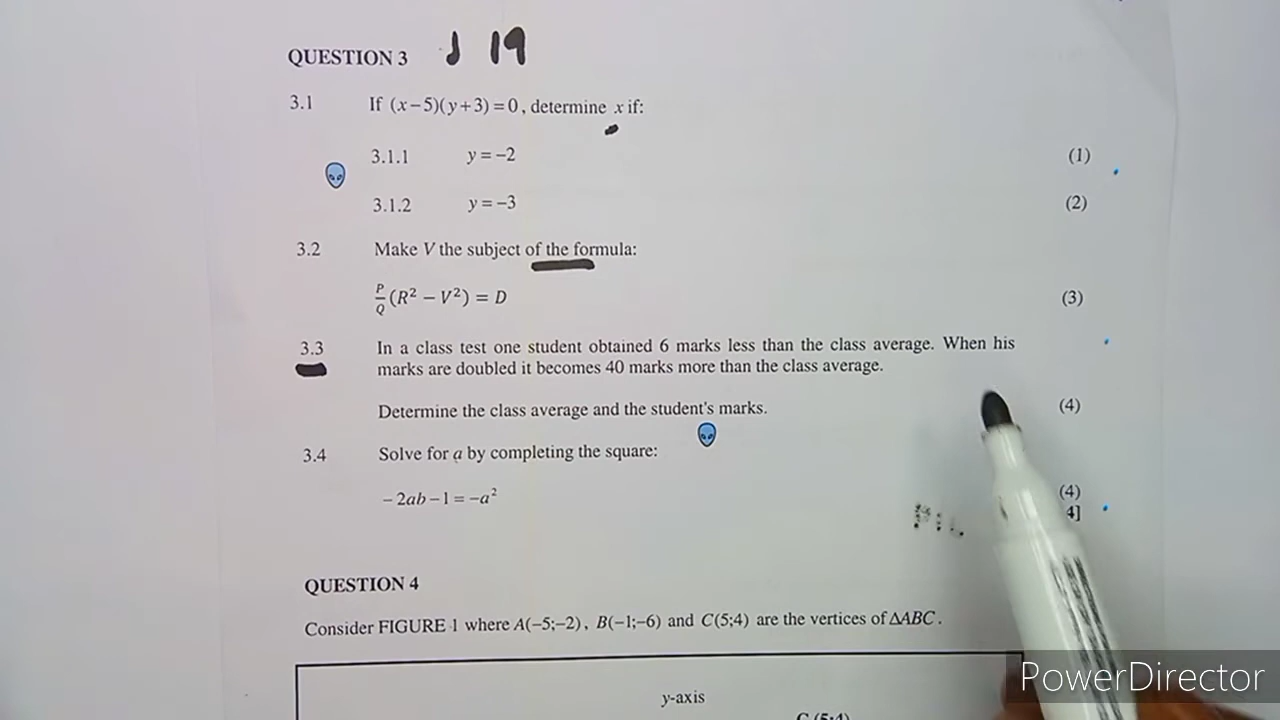 QUESTION 3 J 19
3.1 If (x−5)(y+3)=0, determine x if:
3.1.1 y=−2 (1)
3.1.2 y=−3 (2)
3.2 Make V the subject of the formula:
P/Q (R² − V²) = D (3)
3.3 In a class test one student obtained 6 marks less than the class average. When his
marks are doubled it becomes 40 marks more than the class average.
Determine the class average and the student's marks. (4)
3.4 Solve for a by completing the square:
−2ab−1=−a² (4)
4]
QUESTION 4
Consider FIGURE 1 where A(−5;−2), B(−1;−6) and C(5;4) are the vertices of ΔABC.
y-axis
C (5;4)
PowerDirector